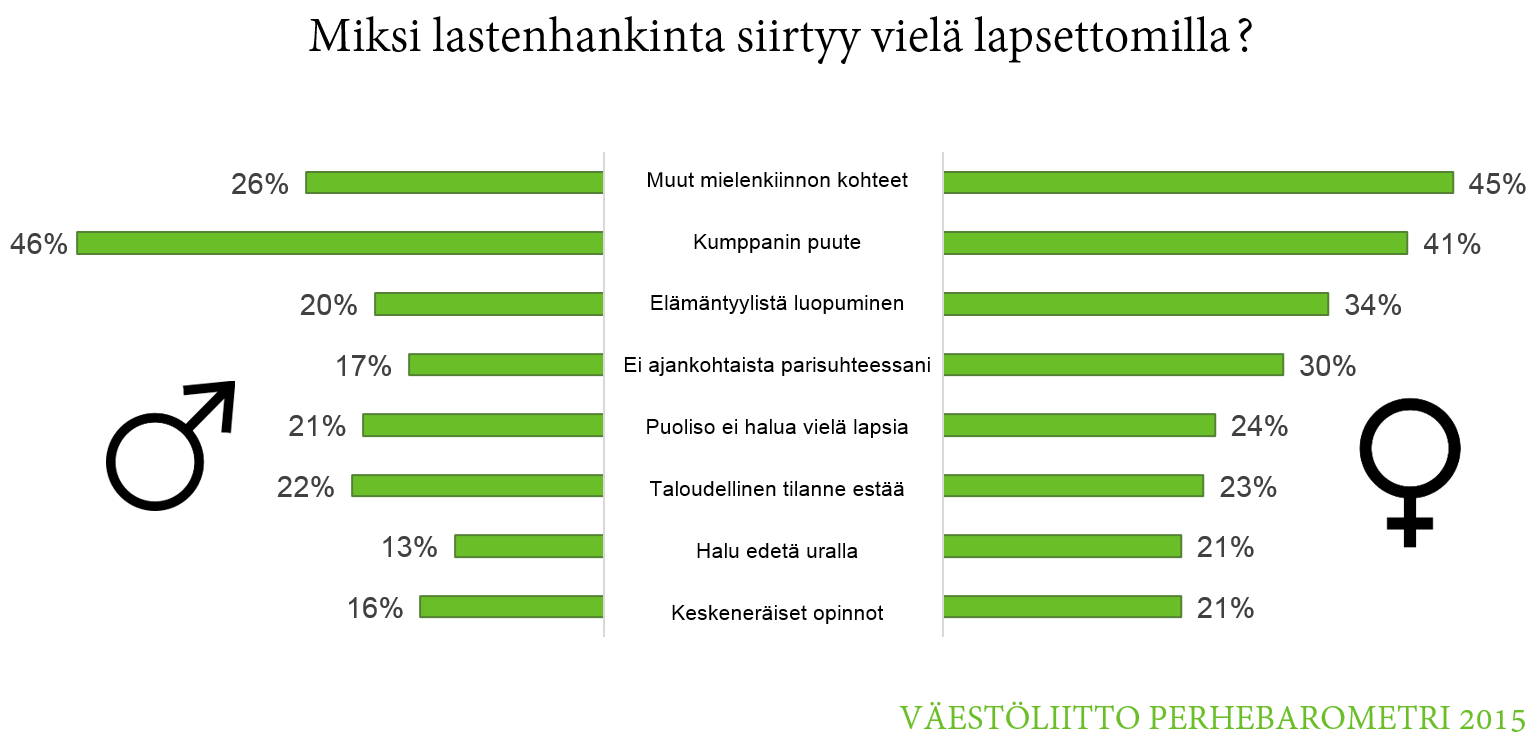 Miksi lastenhankinta siirtyy vielä lapsettomilla?
26% Muut mielenkiinnon kohteet 45%
46% Kumppanin puute 41%
20% Elämäntyylistä luopuminen 34%
17% Ei ajankohtaista parisuhteessani 30%
21% Puoliso ei halua vielä lapsia 24%
22% Taloudellinen tilanne estää 23%
13% Halu edetä uralla 21%
16% Keskeneräiset opinnot 21%
VÄESTÖLIITTO PERHEBAROMETRI 2015